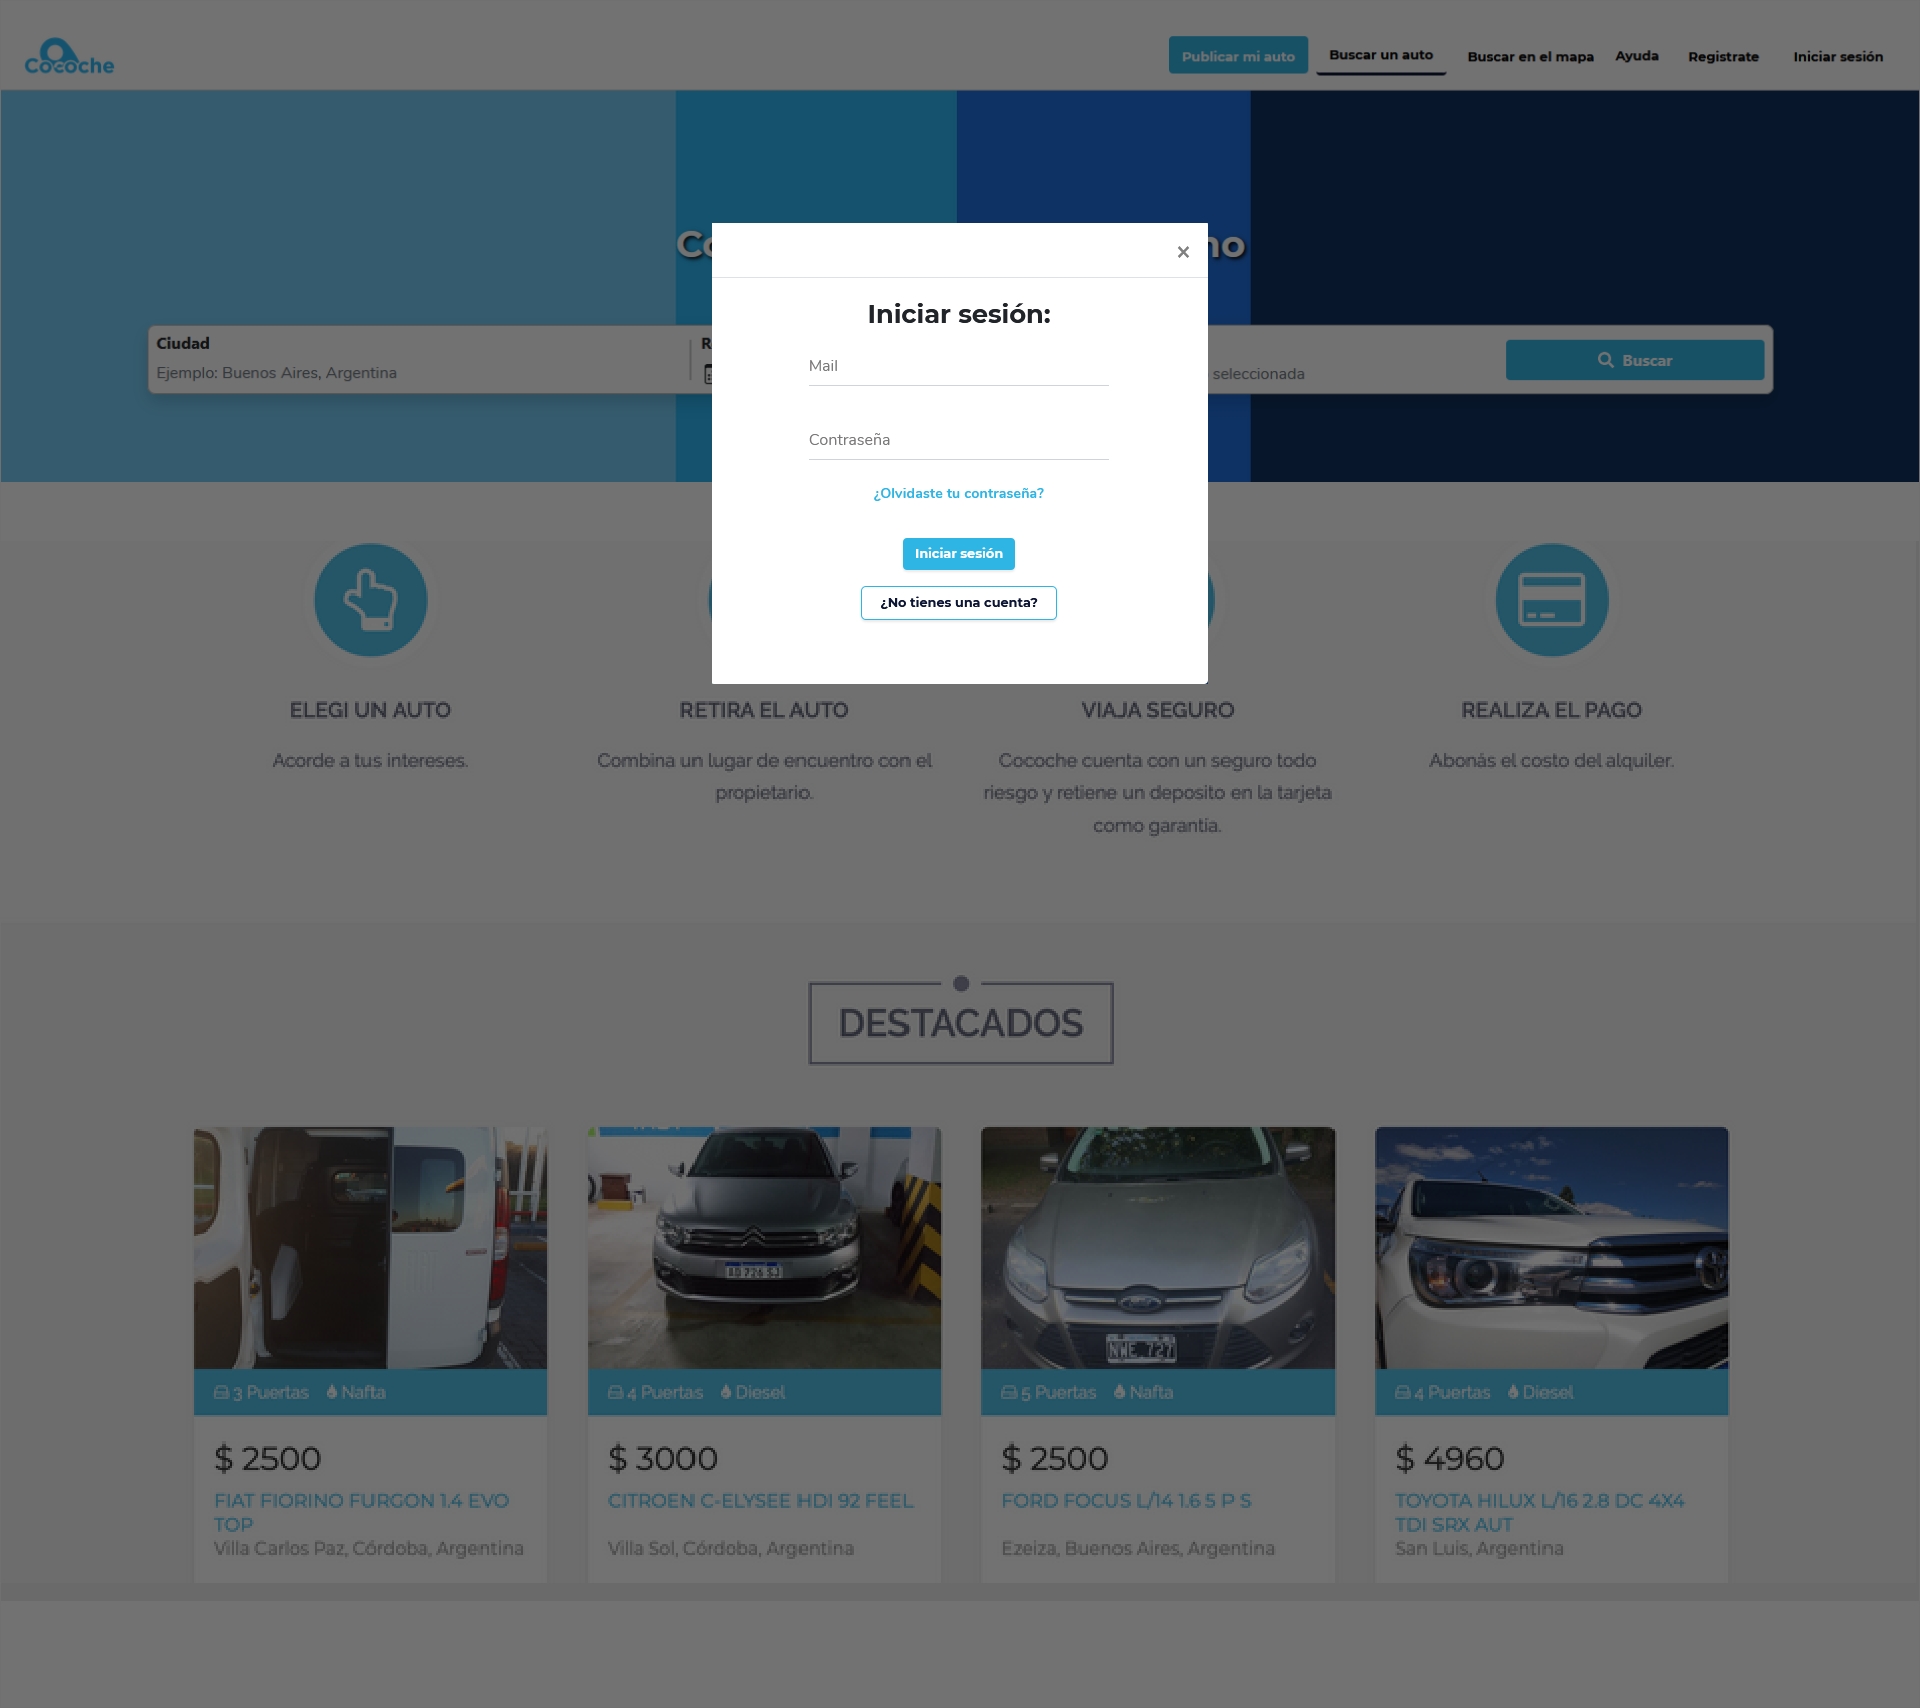 Cocoche
Publicar mi auto
Buscar un auto
Buscar en el mapa
Ayuda
Registrate
Iniciar sesión
×
Iniciar sesión:
Mail
Contraseña
¿Olvidaste tu contraseña?
Iniciar sesión
¿No tienes una cuenta?
Ciudad
Ejemplo: Buenos Aires, Argentina
seleccionada
Buscar
ELEGI UN AUTO
Acorde a tus intereses.
RETIRA EL AUTO
Combina un lugar de encuentro con el
propietario.
VIAJA SEGURO
Cocoche cuenta con un seguro todo
riesgo y retiene un deposito en la tarjeta
como garantía.
REALIZA EL PAGO
Abonás el costo del alquiler.
DESTACADOS
3 Puertas Nafta
$ 2500
FIAT FIORINO FURGON 1.4 EVO
TOP
Villa Carlos Paz, Córdoba, Argentina
AD 726 SJ
4 Puertas Diesel
$ 3000
CITROEN C-ELYSEE HDI 92 FEEL
Villa Sol, Córdoba, Argentina
Ford
NWE 727
5 Puertas Nafta
$ 2500
FORD FOCUS L/14 1.6 5 P S
Ezeiza, Buenos Aires, Argentina
4 Puertas Diesel
$ 4960
TOYOTA HILUX L/16 2.8 DC 4X4
TDI SRX AUT
San Luis, Argentina